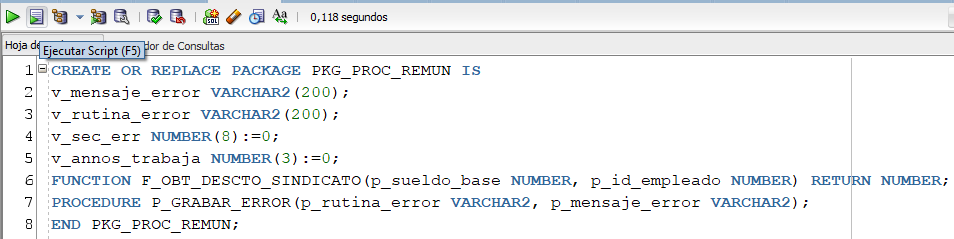 0,118 segundos
Hoja de
dor de Consultas
Ejecutar Script (F5)
1 CREATE OR REPLACE PACKAGE PKG_PROC_REMUN IS
2 v_mensaje_error VARCHAR2(200);
3 v_rutina_error VARCHAR2(200);
4 v_sec_err NUMBER(8):=0;
5 v_annos_trabaja NUMBER(3):=0;
6 FUNCTION F_OBT_DESCTO_SINDICATO(p_sueldo_base NUMBER, p_id_empleado NUMBER) RETURN NUMBER;
7 PROCEDURE P_GRABAR_ERROR(p_rutina_error VARCHAR2, p_mensaje_error VARCHAR2);
8 END PKG_PROC_REMUN;